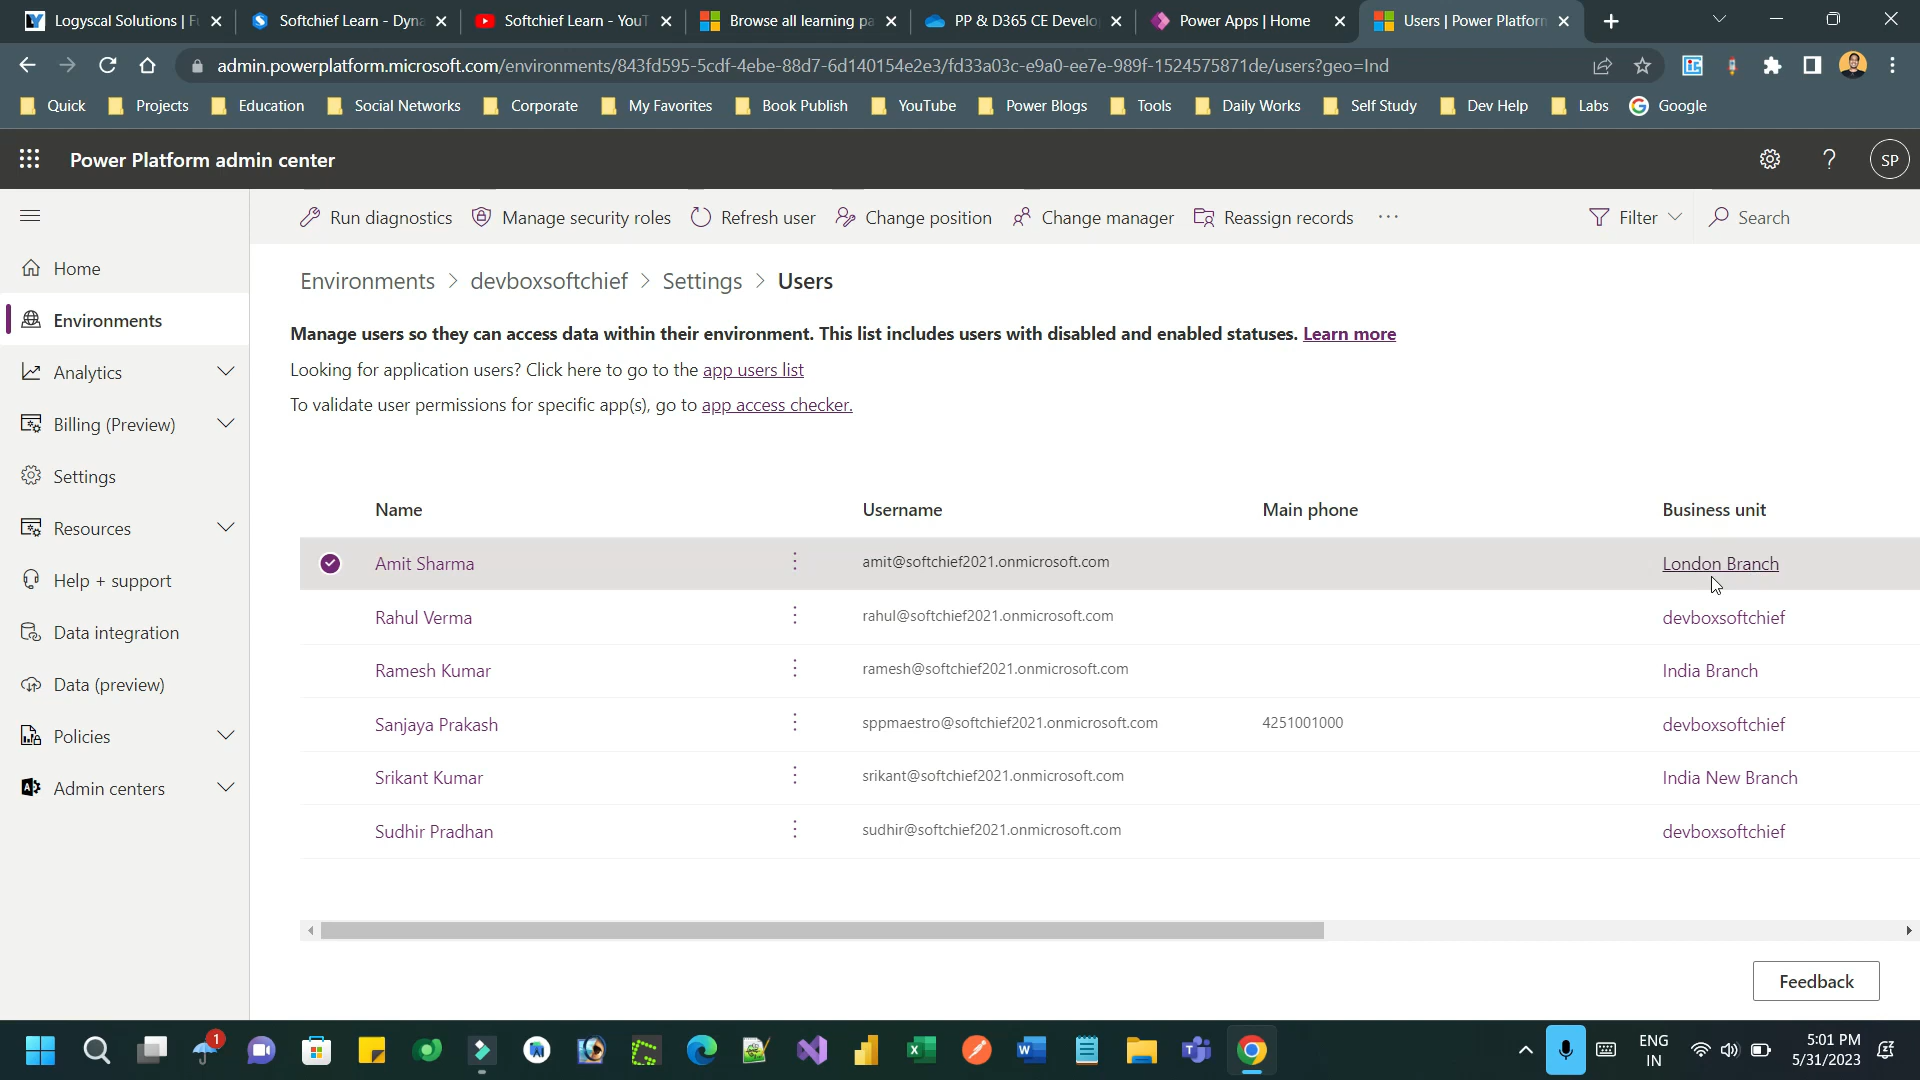 Logyscal Solutions | Fu
Softchief Learn - Dyna
Softchief Learn - YouT
Browse all learning pa
PP & D365 CE Develo
Power Apps | Home
Users | Power Platform
admin.powerplatform.microsoft.com/environments/843fd595-5cdf-4ebe-88d7-6d140154e2e3/fd33a03c-e9a0-ee7e-989f-1524575871de/users?geo=Ind
Quick
Projects
Education
Social Networks
Corporate
My Favorites
Book Publish
YouTube
Power Blogs
Tools
Daily Works
Self Study
Dev Help
Labs
Google
Power Platform admin center
SP
Run diagnostics
Manage security roles
Refresh user
Change position
Change manager
Reassign records
Filter
Search
Home
Environments
Analytics
Billing (Preview)
Settings
Resources
Help + support
Data integration
Data (preview)
Policies
Admin centers
Environments > devboxsoftchief > Settings > Users
Manage users so they can access data within their environment. This list includes users with disabled and enabled statuses. Learn more
Looking for application users? Click here to go to the app users list
To validate user permissions for specific app(s), go to app access checker.
Name Username Main phone Business unit
Amit Sharma amit@softchief2021.onmicrosoft.com London Branch
Rahul Verma rahul@softchief2021.onmicrosoft.com devboxsoftchief
Ramesh Kumar ramesh@softchief2021.onmicrosoft.com India Branch
Sanjaya Prakash sppmaestro@softchief2021.onmicrosoft.com 4251001000 devboxsoftchief
Srikant Kumar srikant@softchief2021.onmicrosoft.com India New Branch
Sudhir Pradhan sudhir@softchief2021.onmicrosoft.com devboxsoftchief
Feedback
1
ENG
IN
5:01 PM
5/31/2023